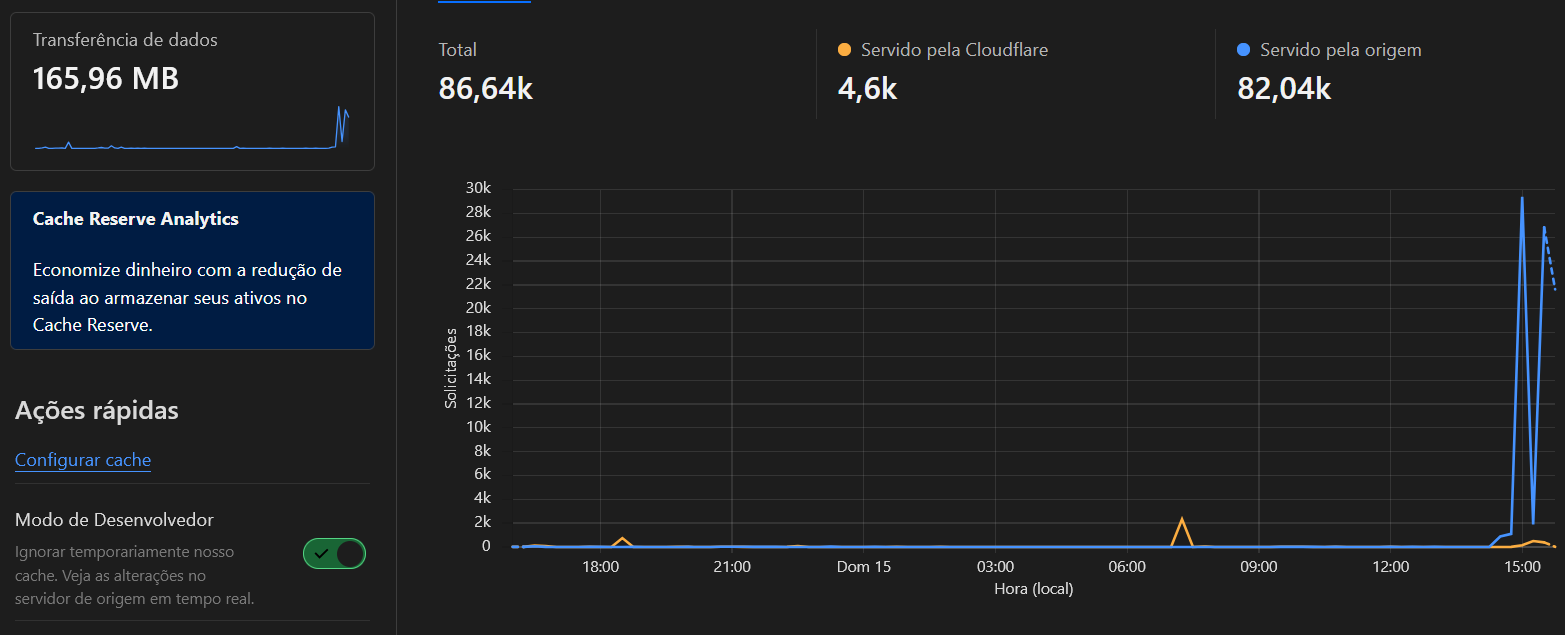 Transferência de dados
165,96 MB
Cache Reserve Analytics
Economize dinheiro com a redução de
saída ao armazenar seus ativos no
Cache Reserve.
Ações rápidas
Configurar cache
Modo de Desenvolvedor
Ignorar temporariamente nosso
cache. Veja as alterações no
servidor de origem em tempo real.
Total
86,64k
Servido pela Cloudflare
4,6k
Servido pela origem
82,04k
Solicitações
30k
28k
26k
24k
22k
20k
18k
16k
14k
12k
10k
8k
6k
4k
2k
0
18:00
21:00
Dom 15
03:00
06:00
09:00
12:00
15:00
Hora (local)